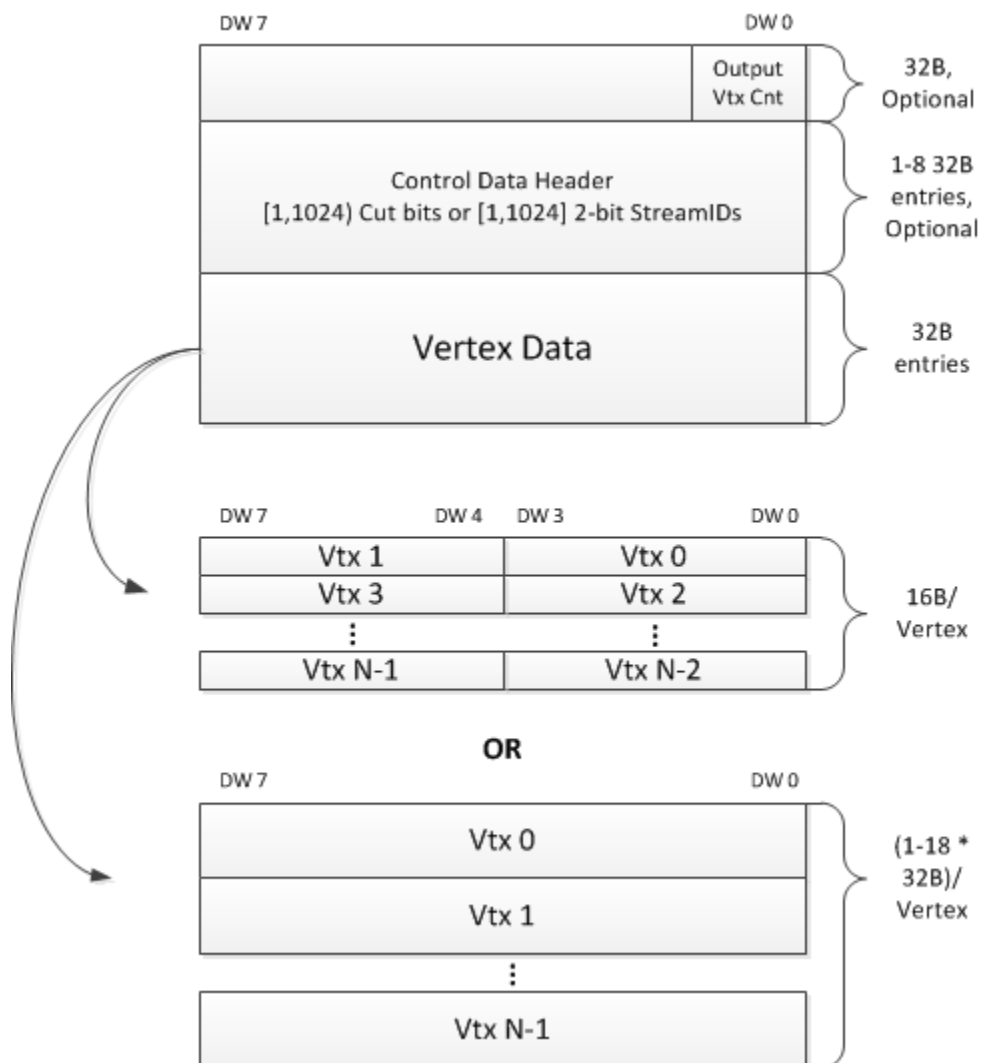 DW 7 DW 0
Output
Vtx Cnt
32B,
Optional
Control Data Header
[1,1024) Cut bits or [1,1024] 2-bit StreamIDs
1-8 32B
entries,
Optional
Vertex Data
32B
entries
DW 7 DW 4 DW 3 DW 0
Vtx 1 Vtx 0
Vtx 3 Vtx 2
Vtx N-1 Vtx N-2
16B/
Vertex
OR
DW 7 DW 0
Vtx 0
Vtx 1
Vtx N-1
(1-18 *
32B)/
Vertex